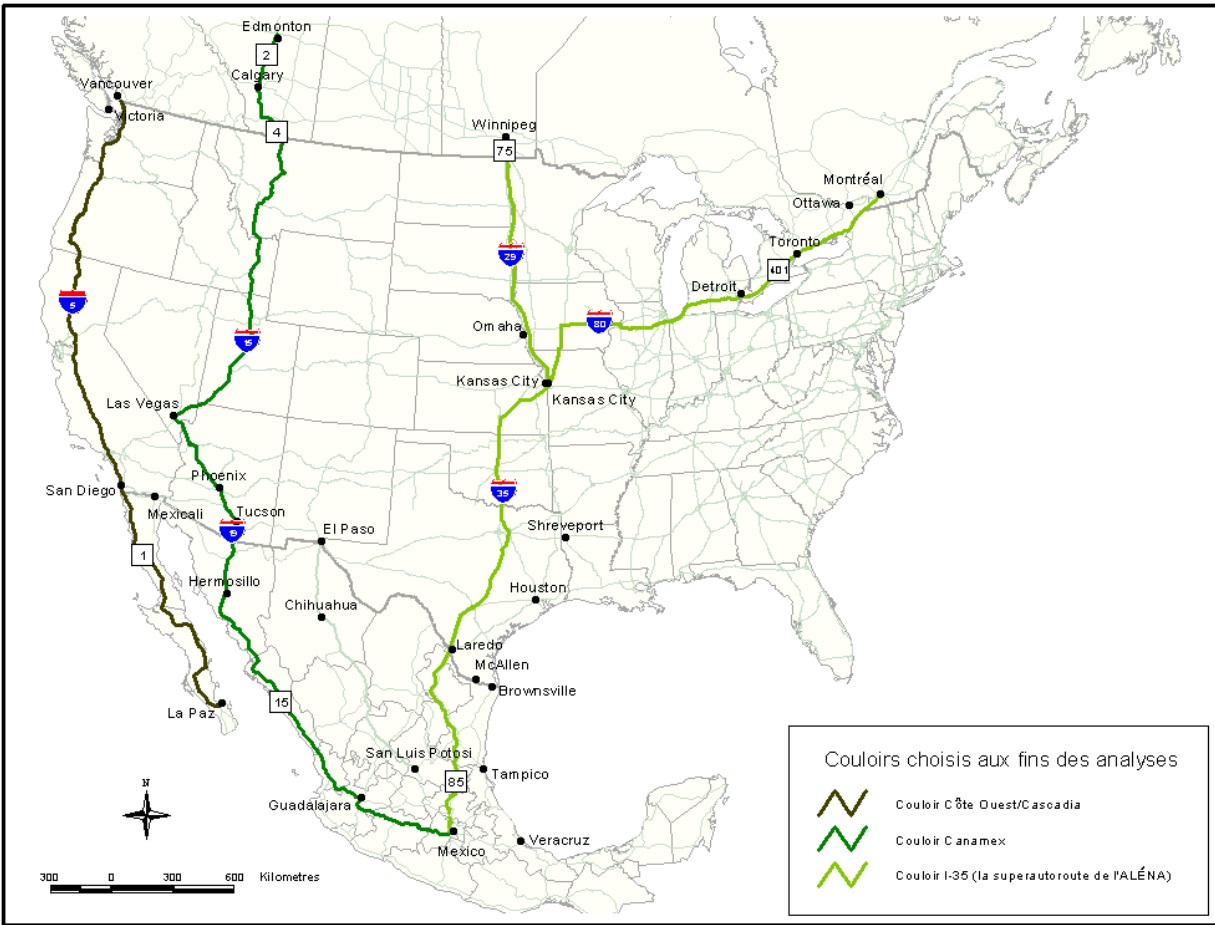 Edmonton
2
Calgary
Vancouver
Victoria
4
Winnipeg
75
Montréal
Ottawa
Toronto
401
Detroit
29
5
15
80
Omaha
Kansas City
Kansas City
Las Vegas
Phoenix
San Diego
Mexicali
Tucson
19
35
El Paso
Shreveport
1
Hermosillo
Chihuahua
Houston
Laredo
McAllen
Brownsville
La Paz
15
San Luis Potosi
85
Tampico
Guadalajara
Mexico
Veracruz
N
300 0 300 600 Kilometres
Couloirs choisis aux fins des analyses
Couloir Côte Ouest/Cascadia
Couloir Canamex
Couloir I-35 (la superautoroute de l'ALÉNA)